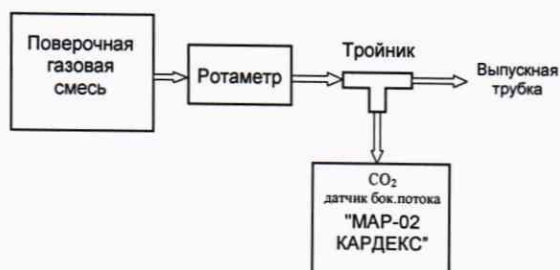 Поверочная
газовая
смесь
Ротаметр
Тройник
Выпускная
трубка
CO₂
датчик бок.потока
"МАР-02
КАРДЕКС"